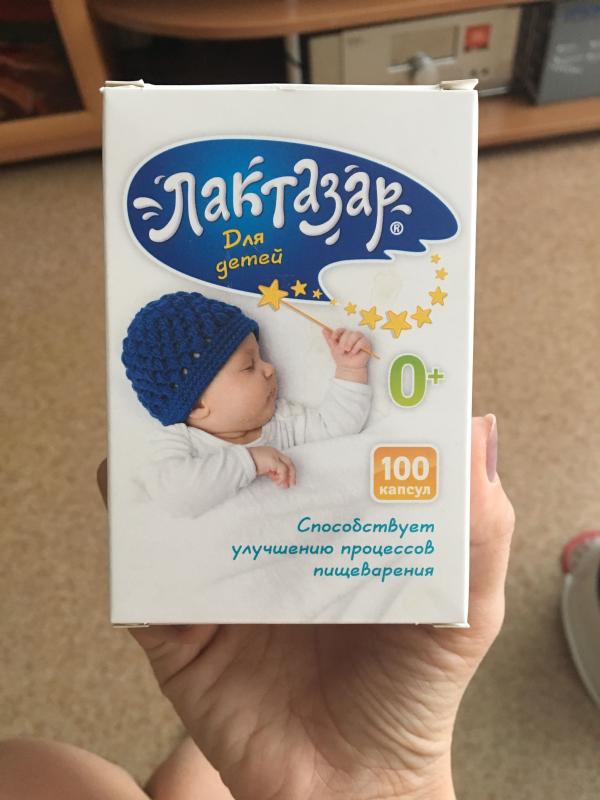 Лактазар®
Для
детей
0+
100
капсул
Способствует
улучшению процессов
пищеварения